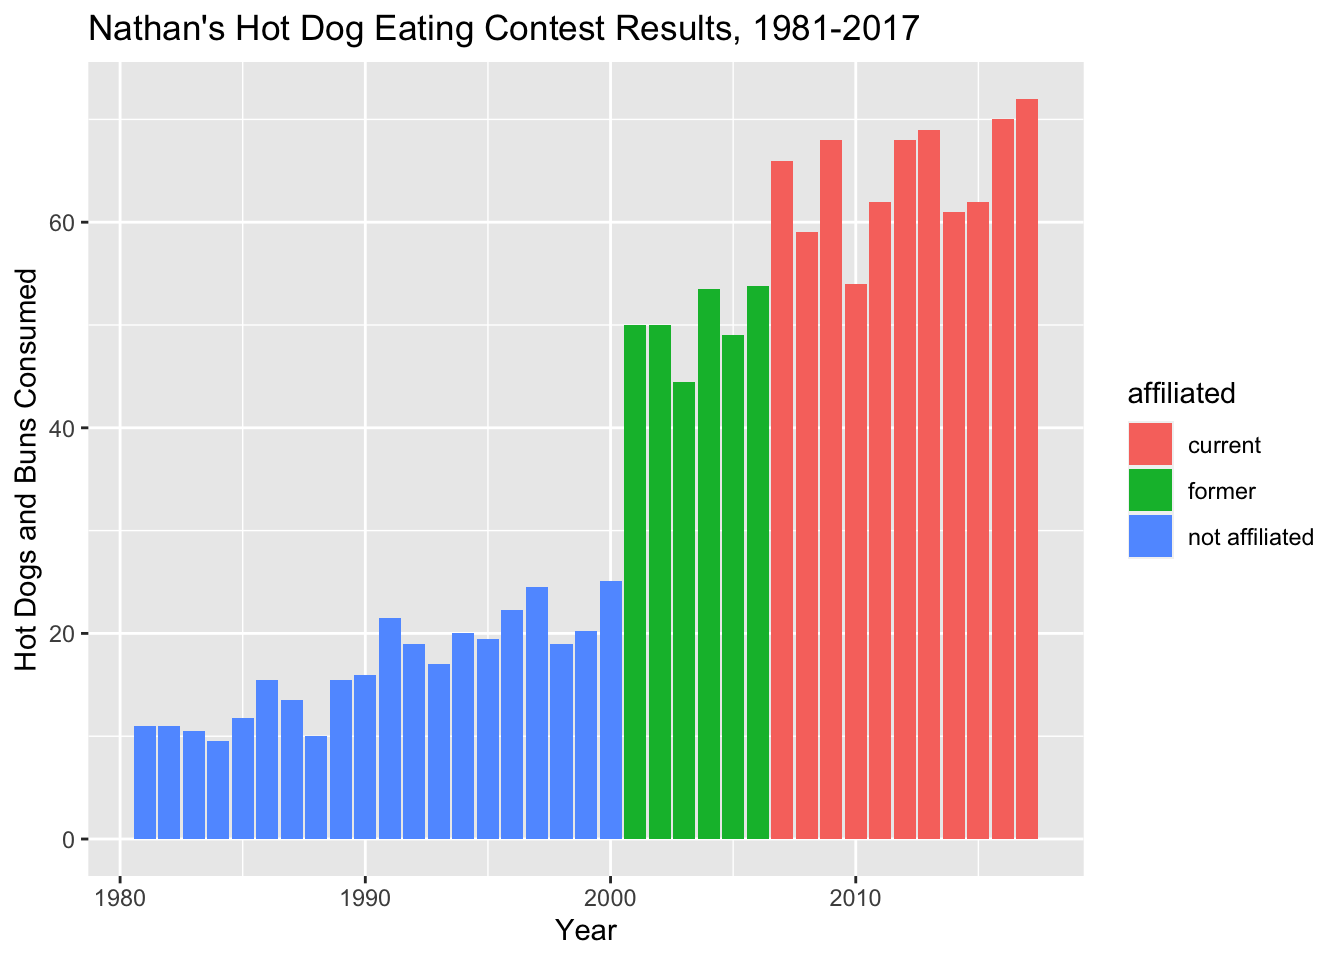 Nathan's Hot Dog Eating Contest Results, 1981-2017
Hot Dogs and Buns Consumed
60
40
20
0
1980 1990 2000 2010
Year
affiliated
current
former
not affiliated